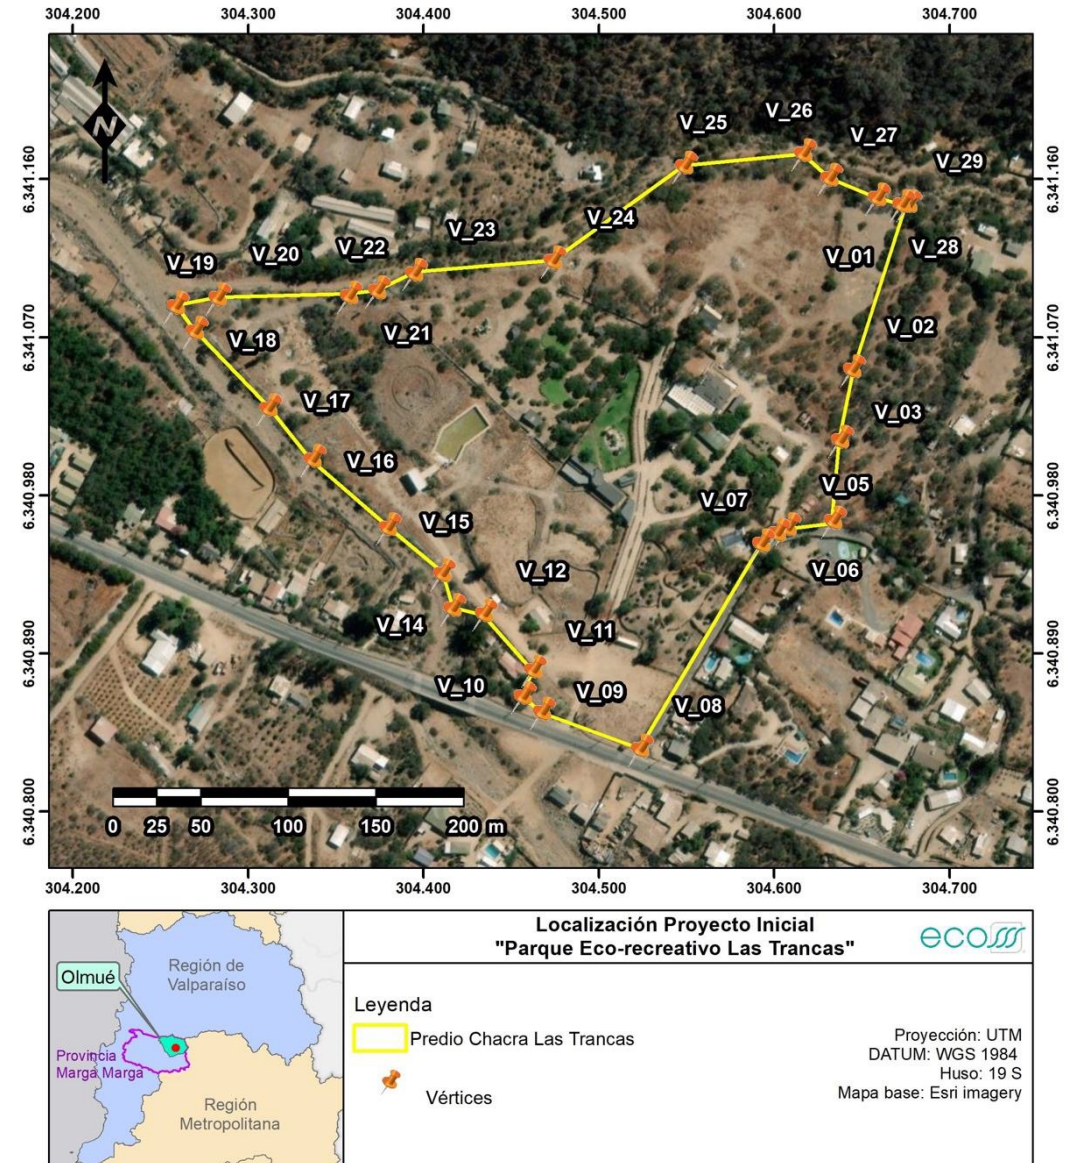 304.200 304.300 304.400 304.500 304.600 304.700
6.341.160
6.341.070
6.340.980
6.340.890
6.340.800
N
V_26
V_25
V_27
V_29
V_24
V_23
V_22
V_20
V_19
V_01
V_28
V_21
V_18
V_02
V_17
V_03
V_16
V_05
V_07
V_15
V_12
V_06
V_14
V_11
V_10
V_09
V_08
0 25 50 100 150 200 m
6.341.160
6.341.070
6.340.980
6.340.890
6.340.800
304.200 304.300 304.400 304.500 304.600 304.700
Olmué
Región de
Valparaíso
Provincia
Marga Marga
Región
Metropolitana
Localización Proyecto Inicial
"Parque Eco-recreativo Las Trancas"
ecosss
Leyenda
Predio Chacra Las Trancas
Vértices
Proyección: UTM
DATUM: WGS 1984
Huso: 19 S
Mapa base: Esri imagery